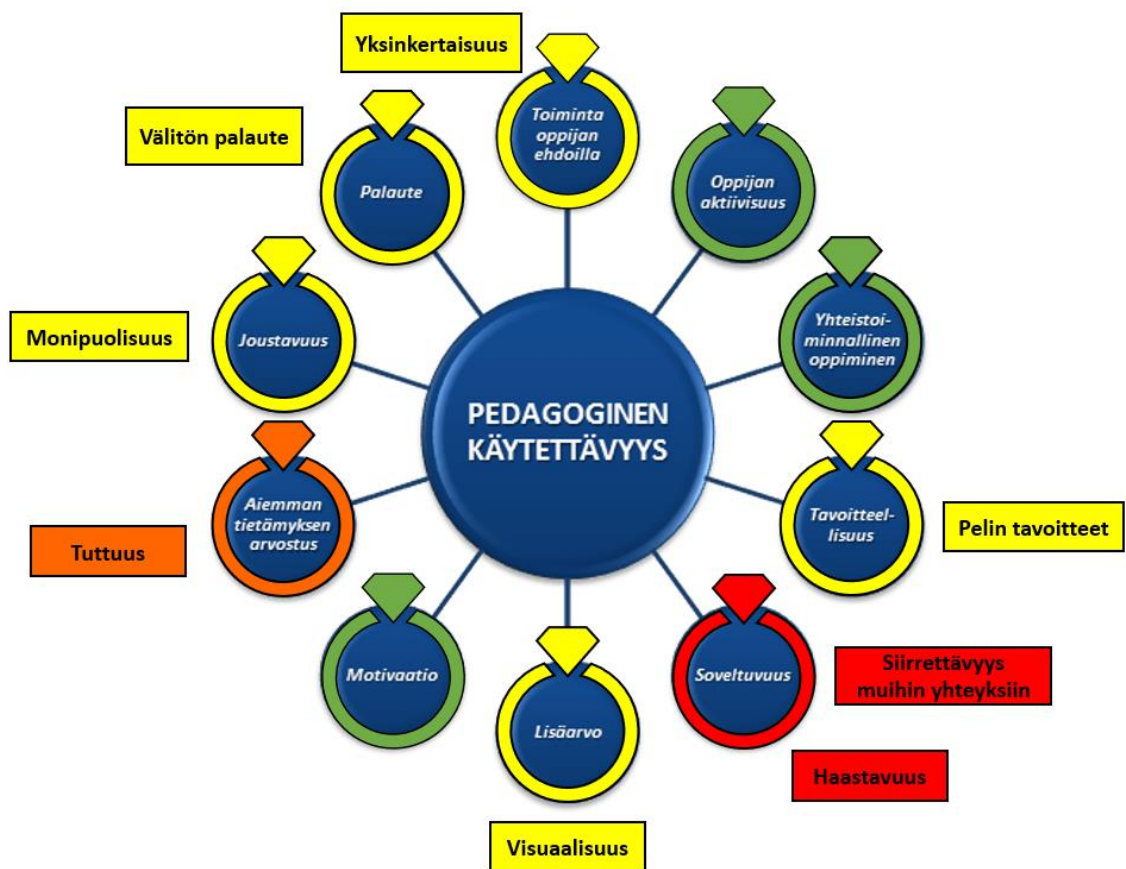 Yksinkertaisuus
Toiminta
oppijan
ehdoilla
Välitön palaute
Palaute
Oppijan
aktiivisuus
Monipuolisuus
Joustavuus
Yhteistoi-
minnallinen
oppiminen
PEDAGOGINEN
KÄYTETTÄVYYS
Tuttuus
Aiemman
tietämyksen
arvostus
Tavoitteel-
lisuus
Pelin tavoitteet
Motivaatio
Lisäarvo
Soveltuvuus
Siirrettävyys
muihin yhteyksiin
Haastavuus
Visuaalisuus